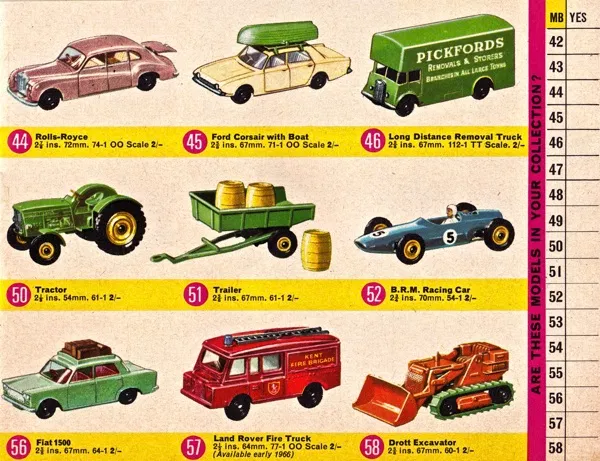 PICKFORDS
REMOVALS & STORERS
BRANCHES IN ALL LARGE TOWNS
44 Rolls-Royce
2⅞ ins. 72mm. 74-1 OO Scale 2/-
45 Ford Corsair with Boat
2⅝ ins. 67mm. 71-1 OO Scale 2/-
46 Long Distance Removal Truck
2⅝ ins. 67mm. 112-1 TT Scale. 2/-
5
50 Tractor
2⅛ ins. 54mm. 61-1 2/-
51 Trailer
2⅝ ins. 67mm. 61-1 2/-
52 B.R.M. Racing Car
2¾ ins. 70mm. 54-1 2/-
KENT
FIRE BRIGADE
56 Fiat 1500
2⅝ ins. 67mm. 64-1 2/-
57 Land Rover Fire Truck
2½ ins. 64mm. 77-1 OO Scale 2/-
(Available early 1966)
58 Drott Excavator
2⅝ ins. 67mm. 60-1 2/-
ARE THESE MODELS IN YOUR COLLECTION?
MB YES
42
43
44
45
46
47
48
49
50
51
52
53
54
55
56
57
58